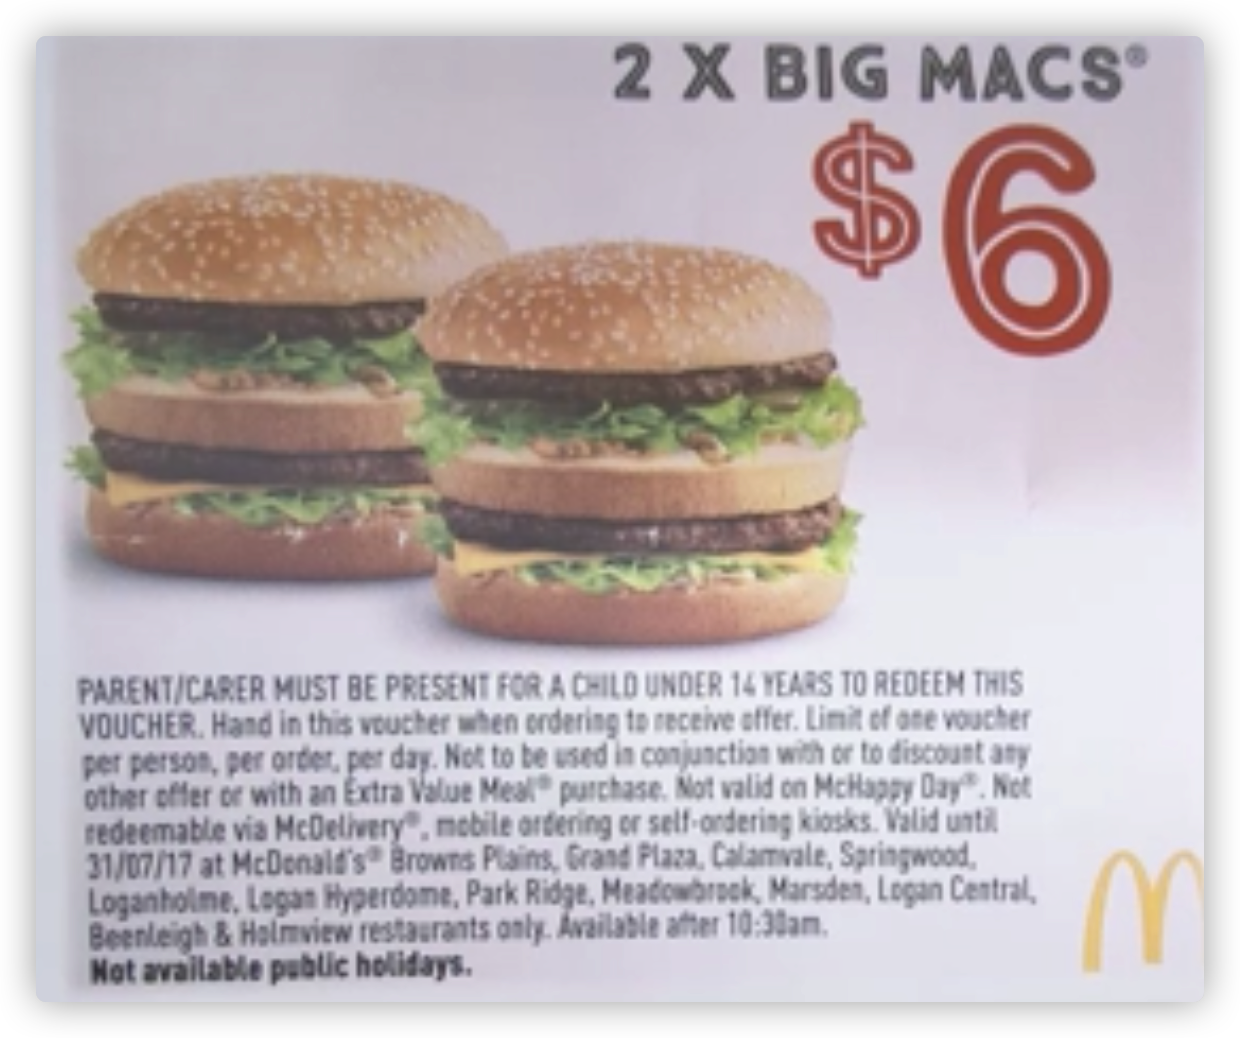 2 X BIG MACS®
$6
PARENT/CARER MUST BE PRESENT FOR A CHILD UNDER 14 YEARS TO REDEEM THIS
VOUCHER. Hand in this voucher when ordering to receive offer. Limit of one voucher
per person, per order, per day. Not to be used in conjunction with or to discount any
other offer or with an Extra Value Meal® purchase. Not valid on McHappy Day®. Not
redeemable via McDelivery®, mobile ordering or self-ordering kiosks. Valid until
31/07/17 at McDonald's® Browns Plains, Grand Plaza, Calamvale, Springwood,
Loganholme, Logan Hyperdome, Park Ridge, Meadowbrook, Marsden, Logan Central,
Beenleigh & Holmview restaurants only. Available after 10:30am.
Not available public holidays.